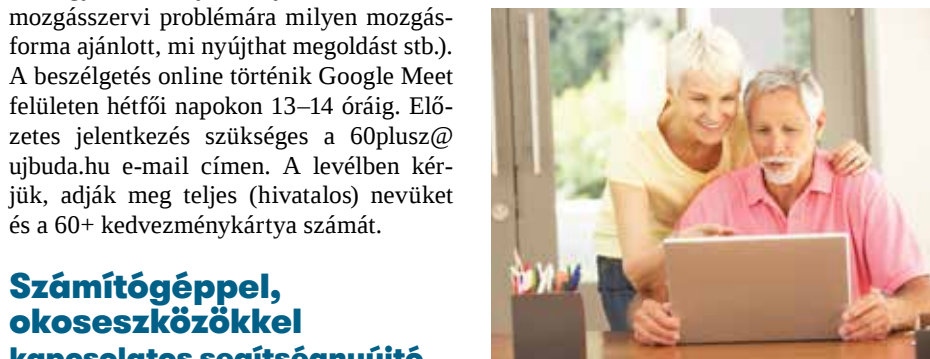 mozgásszervi problémára milyen mozgás-
forma ajánlott, mi nyújthat megoldást stb.).
A beszélgetés online történik Google Meet
felületen hétfői napokon 13–14 óráig. Elő-
zetes jelentkezés szükséges a 60plusz@
ujbuda.hu e-mail címen. A levélben kér-
jük, adják meg teljes (hivatalos) nevüket
és a 60+ kedvezménykártya számát.
Számítógéppel,
okoseszközökkel
kapcsolatos segítségnyújtó